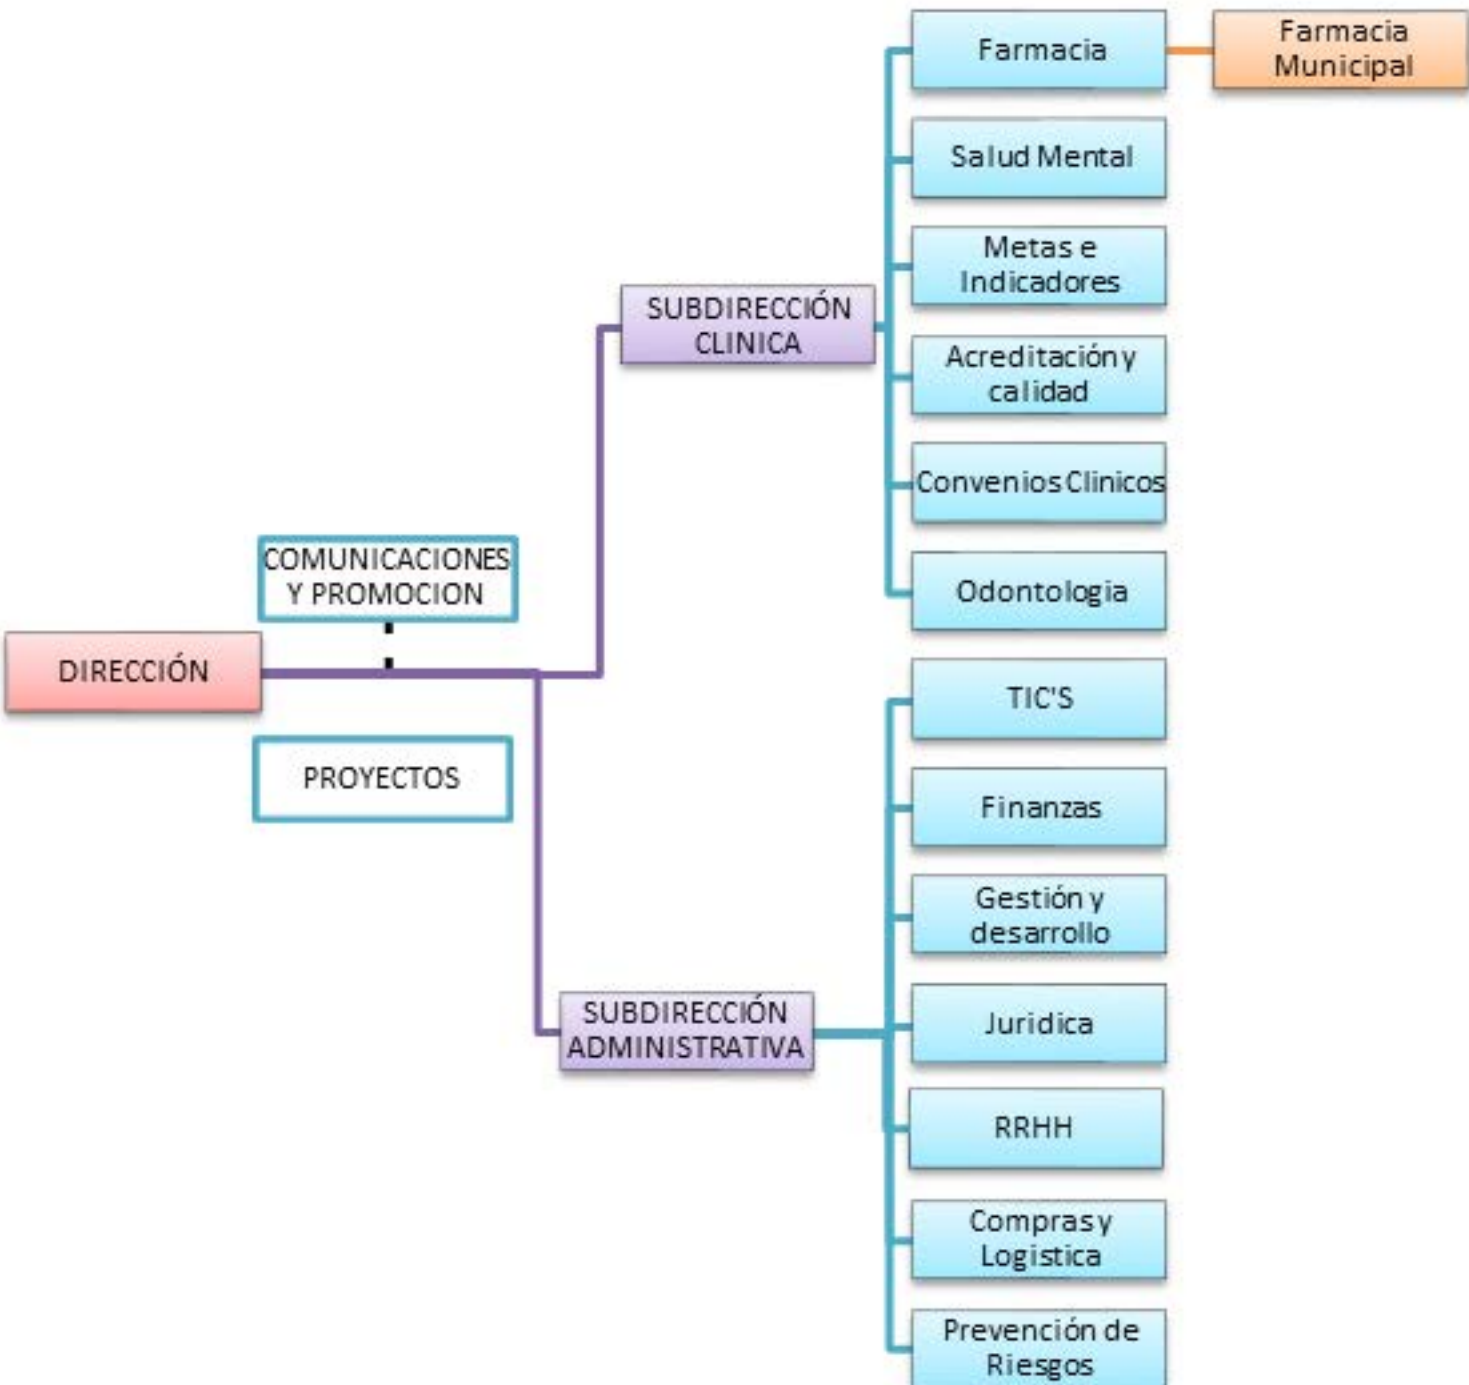 DIRECCIÓN
COMUNICACIONES
Y PROMOCION
PROYECTOS
SUBDIRECCIÓN
CLINICA
Farmacia
Farmacia
Municipal
Salud Mental
Metas e
Indicadores
Acreditación y
calidad
Convenios Clinicos
Odontologia
SUBDIRECCIÓN
ADMINISTRATIVA
TIC'S
Finanzas
Gestión y
desarrollo
Juridica
RRHH
Compras y
Logistica
Prevención de
Riesgos